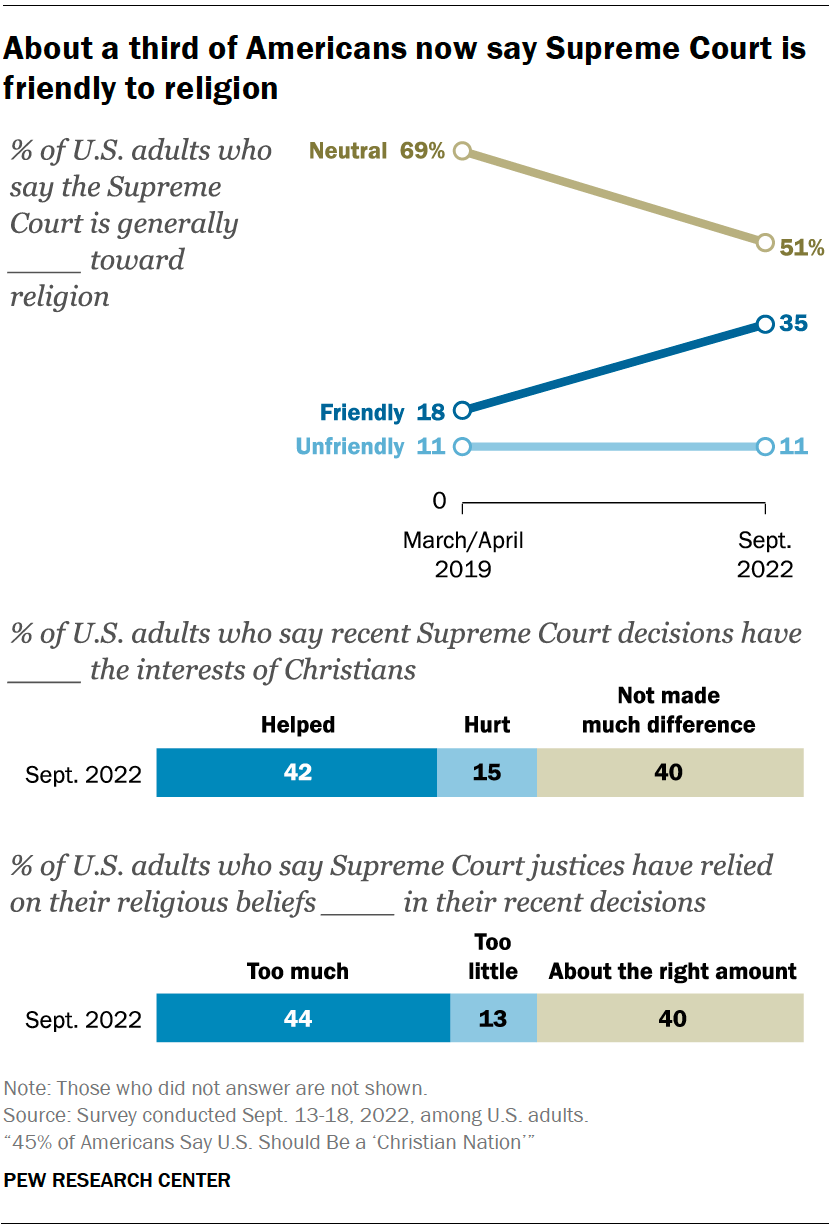 About a third of Americans now say Supreme Court is
friendly to religion
% of U.S. adults who
say the Supreme
Court is generally
____ toward
religion
Neutral 69%
51%
35
Friendly 18
Unfriendly 11
11
0
March/April
2019
Sept.
2022
% of U.S. adults who say recent Supreme Court decisions have
____ the interests of Christians
Helped
Hurt
Not made
much difference
Sept. 2022
42
15
40
% of U.S. adults who say Supreme Court justices have relied
on their religious beliefs ____ in their recent decisions
Too much
Too
little
About the right amount
Sept. 2022
44
13
40
Note: Those who did not answer are not shown.
Source: Survey conducted Sept. 13-18, 2022, among U.S. adults.
“45% of Americans Say U.S. Should Be a ‘Christian Nation’”
PEW RESEARCH CENTER